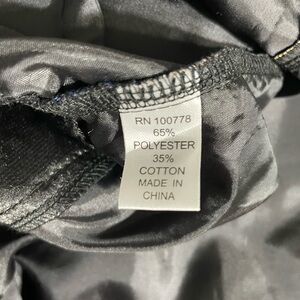 RN 100778
65%
POLYESTER
35%
COTTON
MADE IN
CHINA